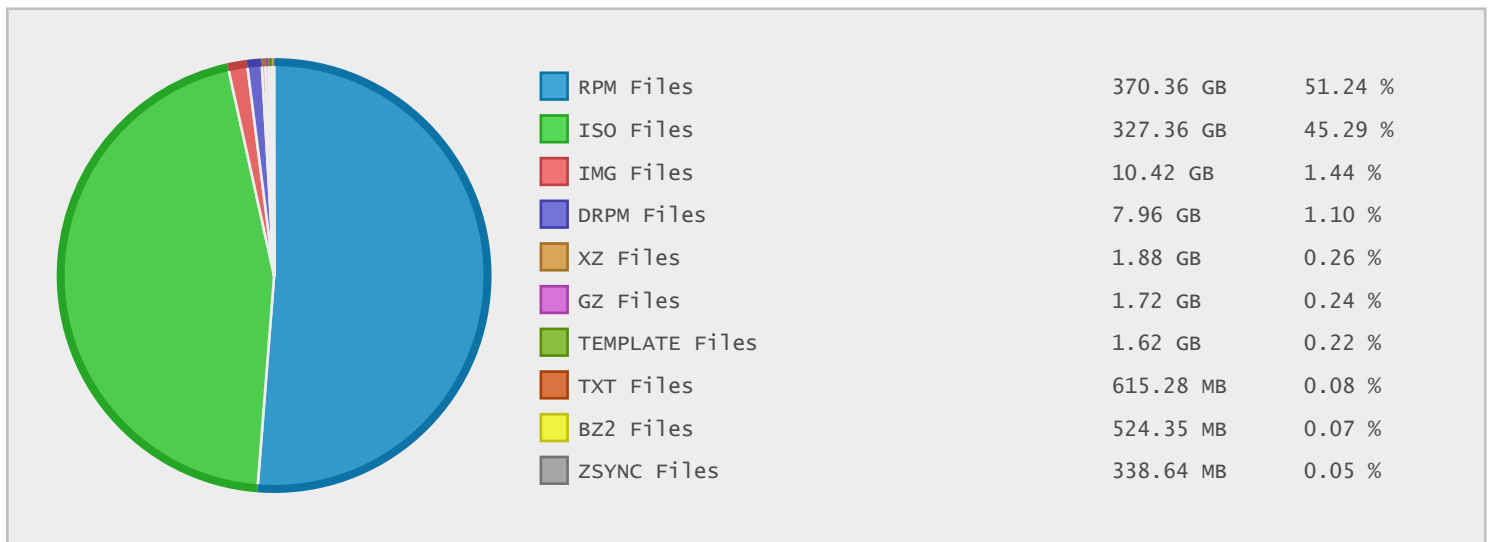 RPM Files 370.36 GB 51.24 %
ISO Files 327.36 GB 45.29 %
IMG Files 10.42 GB 1.44 %
DRPM Files 7.96 GB 1.10 %
XZ Files 1.88 GB 0.26 %
GZ Files 1.72 GB 0.24 %
TEMPLATE Files 1.62 GB 0.22 %
TXT Files 615.28 MB 0.08 %
BZ2 Files 524.35 MB 0.07 %
ZSYNC Files 338.64 MB 0.05 %